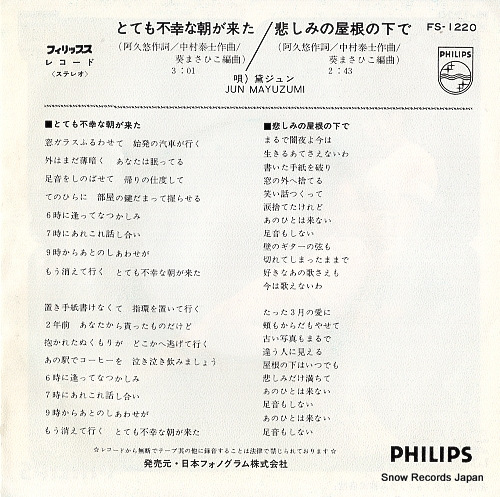 フィリップス
レコード
〈ステレオ〉
とても不幸な朝が来た／悲しみの屋根の下で
FS-1220
(阿久悠作詞／中村泰士作曲／
葵まさひこ編曲)
3：01
(阿久悠作詞／中村泰士作曲／
葵まさひこ編曲)
2：43
唄) 黛ジュン
JUN MAYUZUMI
PHILIPS
■とても不幸な朝が来た
窓ガラスふるわせて　始発の汽車が行く
外はまだ薄暗く　あなたは眠ってる
足音をしのばせて　帰りの仕度して
てのひらに　部屋の鍵だまって握らせる
6時に逢ってなつかしみ
7時にあれこれ話し合い
9時からあとのしあわせが
もう消えて行く　とても不幸な朝が来た
置き手紙書けなくて　指環を置いて行く
2年前　あなたから貰ったものだけど
抱かれたぬくもりが　どこかへ逃げて行く
あの駅でコーヒーを　泣き泣き飲みましょう
6時に逢ってなつかしみ
7時にあれこれ話し合い
9時からあとのしあわせが
もう消えて行く　とても不幸な朝が来た
■悲しみの屋根の下で
まるで闇夜よ今は
生きるあてさえないわ
書いた手紙を破り
窓の外へ捨てる
笑い話つくって
涙捨てたけれど
あのひとは来ない
足音もしない
壁のギターの弦も
切れてしまったままで
好きなあの歌さえも
今は歌えないわ
たった3月の愛に
頬もからだもやせて
古い写真もまるで
違う人に見える
屋根の下はいつでも
悲しみだけ満ちて
あのひとは来ない
足音もしない
あのひとは来ない
足音もしない
☆レコードから無断でテープ其の他に録音することは法律で禁じられております☆
発売元・日本フォノグラム株式会社
PHILIPS
Snow Records Japan